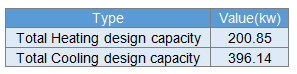 Type Value(kw)
Total Heating design capacity 200.85
Total Cooling design capacity 396.14